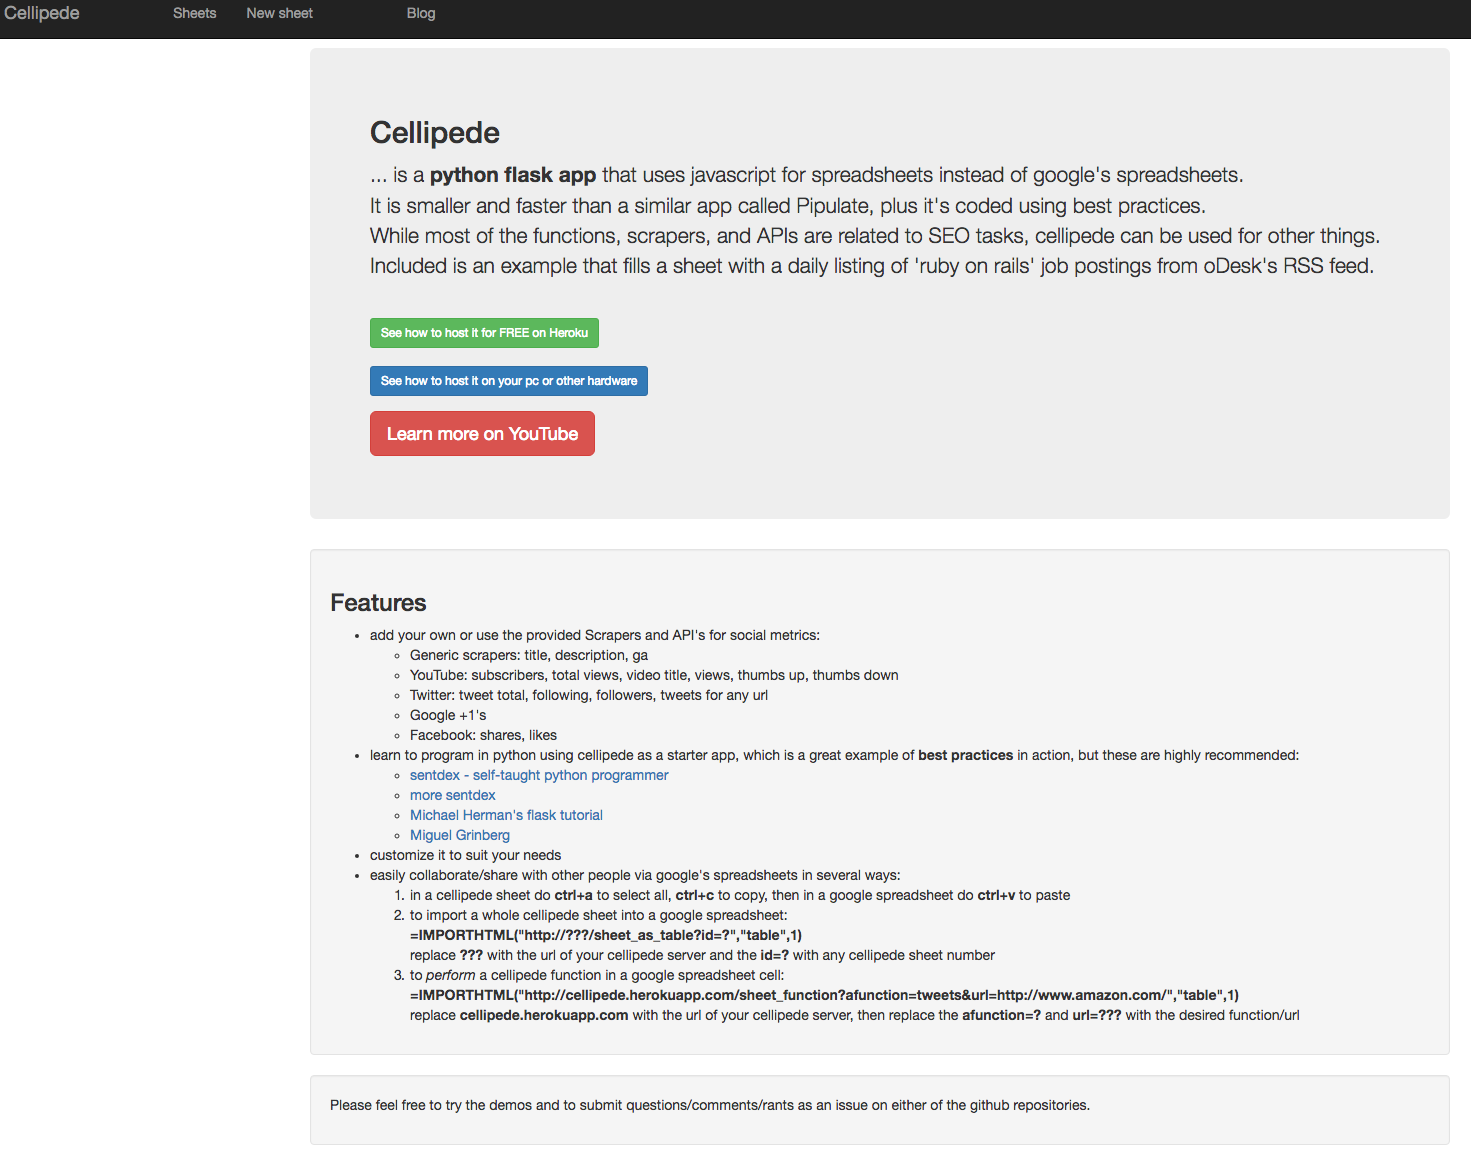 Cellipede
Sheets
New sheet
Blog
Cellipede
... is a python flask app that uses javascript for spreadsheets instead of google's spreadsheets.
It is smaller and faster than a similar app called Pipulate, plus it's coded using best practices.
While most of the functions, scrapers, and APIs are related to SEO tasks, cellipede can be used for other things.
Included is an example that fills a sheet with a daily listing of 'ruby on rails' job postings from oDesk's RSS feed.
See how to host it for FREE on Heroku
See how to host it on your pc or other hardware
Learn more on YouTube
Features
• add your own or use the provided Scrapers and API's for social metrics:
◦ Generic scrapers: title, description, ga
◦ YouTube: subscribers, total views, video title, views, thumbs up, thumbs down
◦ Twitter: tweet total, following, followers, tweets for any url
◦ Google +1's
◦ Facebook: shares, likes
• learn to program in python using cellipede as a starter app, which is a great example of best practices in action, but these are highly recommended:
◦ sentdex - self-taught python programmer
◦ more sentdex
◦ Michael Herman's flask tutorial
◦ Miguel Grinberg
• customize it to suit your needs
• easily collaborate/share with other people via google's spreadsheets in several ways:
1. in a cellipede sheet do ctrl+a to select all, ctrl+c to copy, then in a google spreadsheet do ctrl+v to paste
2. to import a whole cellipede sheet into a google spreadsheet:
=IMPORTHTML("http://???/sheet_as_table?id=?","table",1)
replace ??? with the url of your cellipede server and the id=? with any cellipede sheet number
3. to perform a cellipede function in a google spreadsheet cell:
=IMPORTHTML("http://cellipede.herokuapp.com/sheet_function?afunction=tweets&url=http://www.amazon.com/","table",1)
replace cellipede.herokuapp.com with the url of your cellipede server, then replace the afunction=? and url=??? with the desired function/url
Please feel free to try the demos and to submit questions/comments/rants as an issue on either of the github repositories.